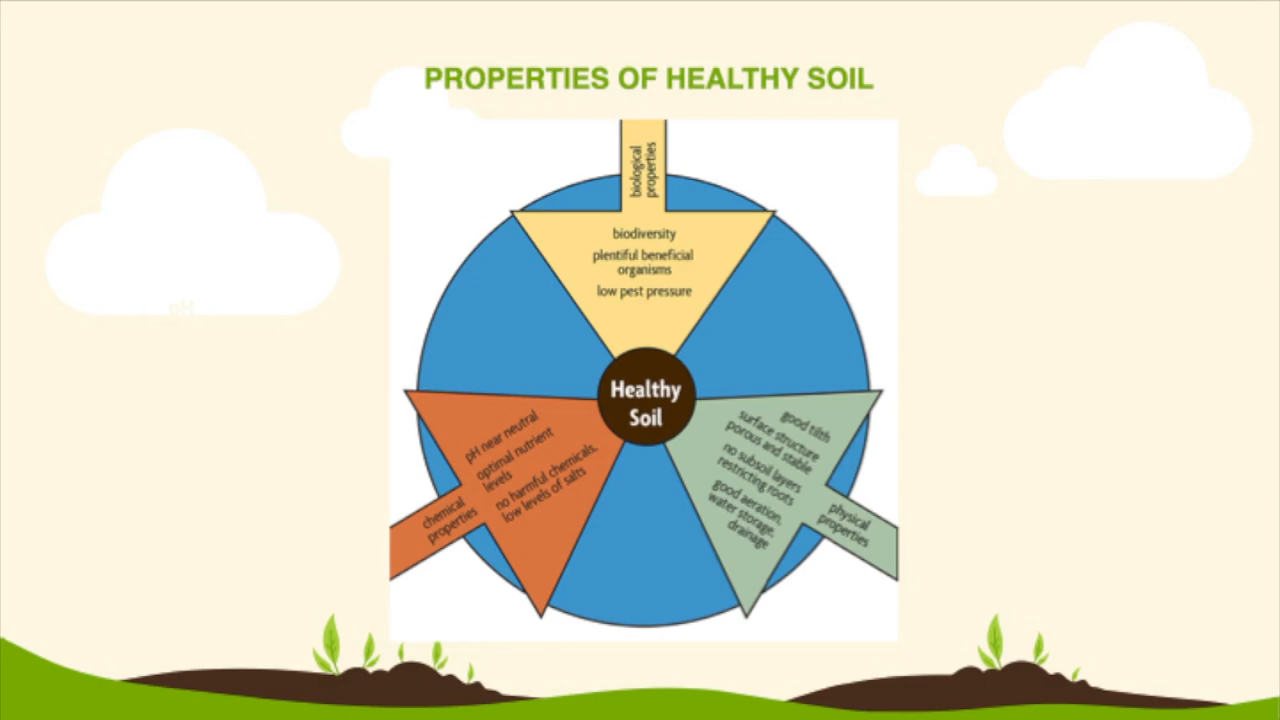 PROPERTIES OF HEALTHY SOIL
biological
properties
biodiversity
plentiful beneficial
organisms
low pest pressure
Healthy
Soil
pH near neutral
optimal nutrient
levels
no harmful chemicals,
low levels of salts
chemical
properties
good tilth
surface structure
porous and stable
no subsoil layers
restricting roots
good aeration,
water storage,
drainage
physical
properties
pH